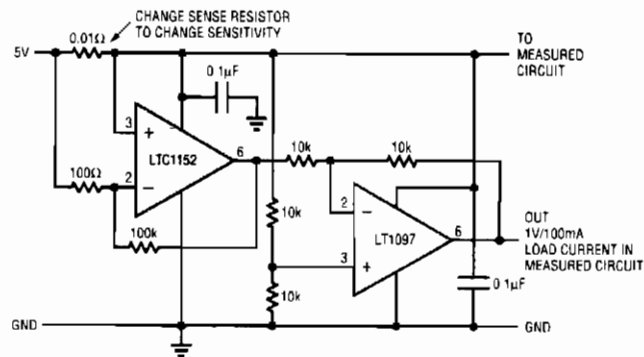 CHANGE SENSE RESISTOR
TO CHANGE SENSITIVITY
0.01Ω
5V
TO
MEASURED
CIRCUIT
0 1µF
3
+
LTC1152
6
10k
10k
100Ω
2
−
2
−
10k
LT1097
6
OUT
1V/100mA
LOAD CURRENT IN
MEASURED CIRCUIT
100k
3
+
10k
0 1µF
GND
GND